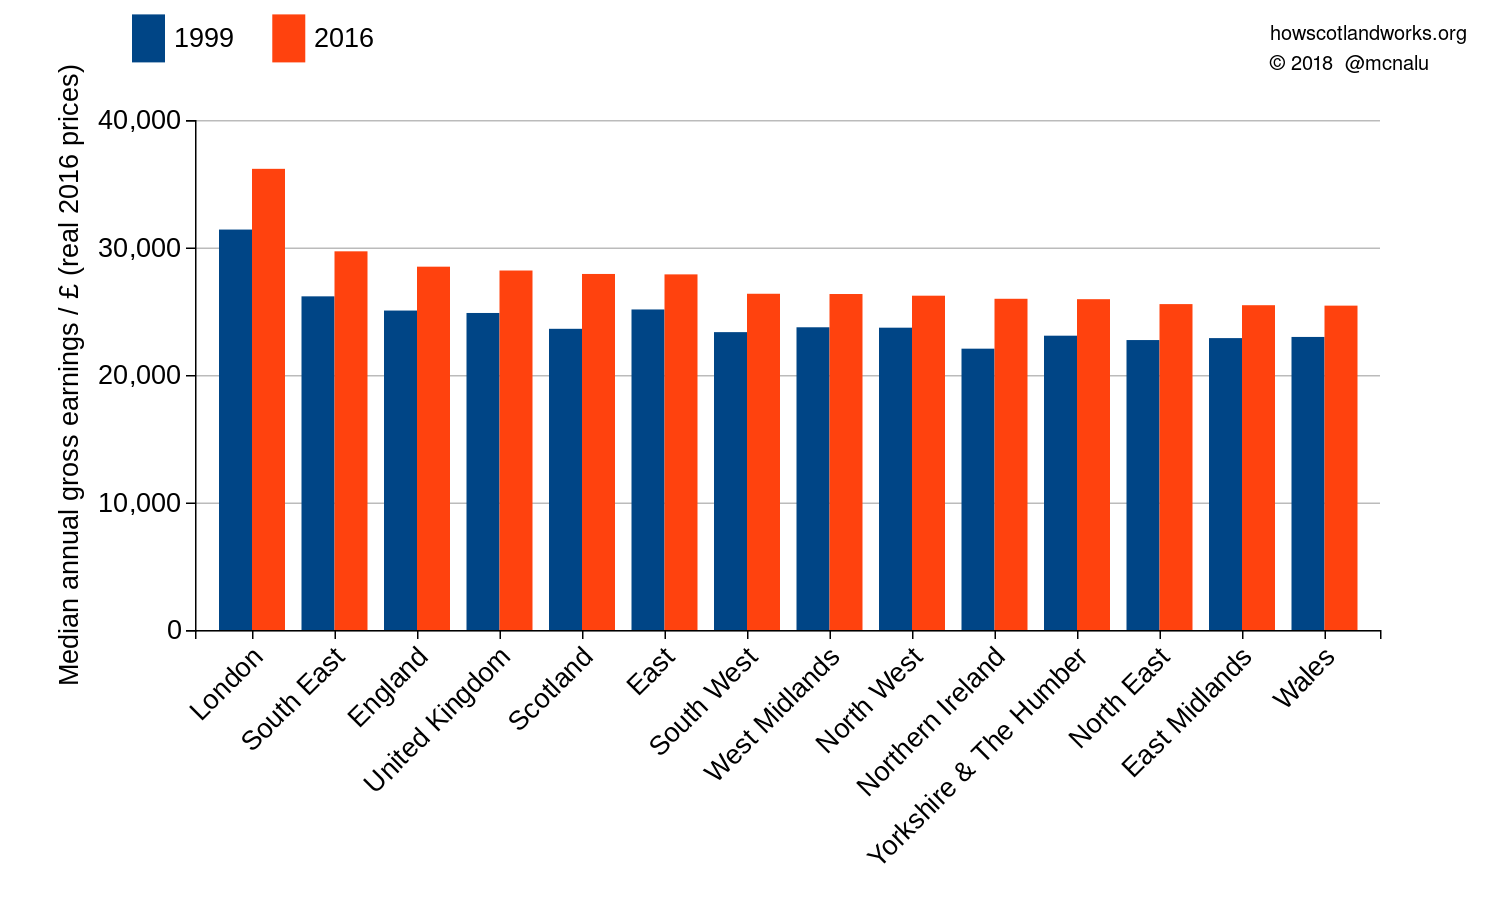 1999
2016
howscotlandworks.org
© 2018 @mcnalu
Median annual gross earnings / £ (real 2016 prices)
40,000
30,000
20,000
10,000
0
London
South East
England
United Kingdom
Scotland
East
South West
West Midlands
North West
Northern Ireland
Yorkshire & The Humber
North East
East Midlands
Wales